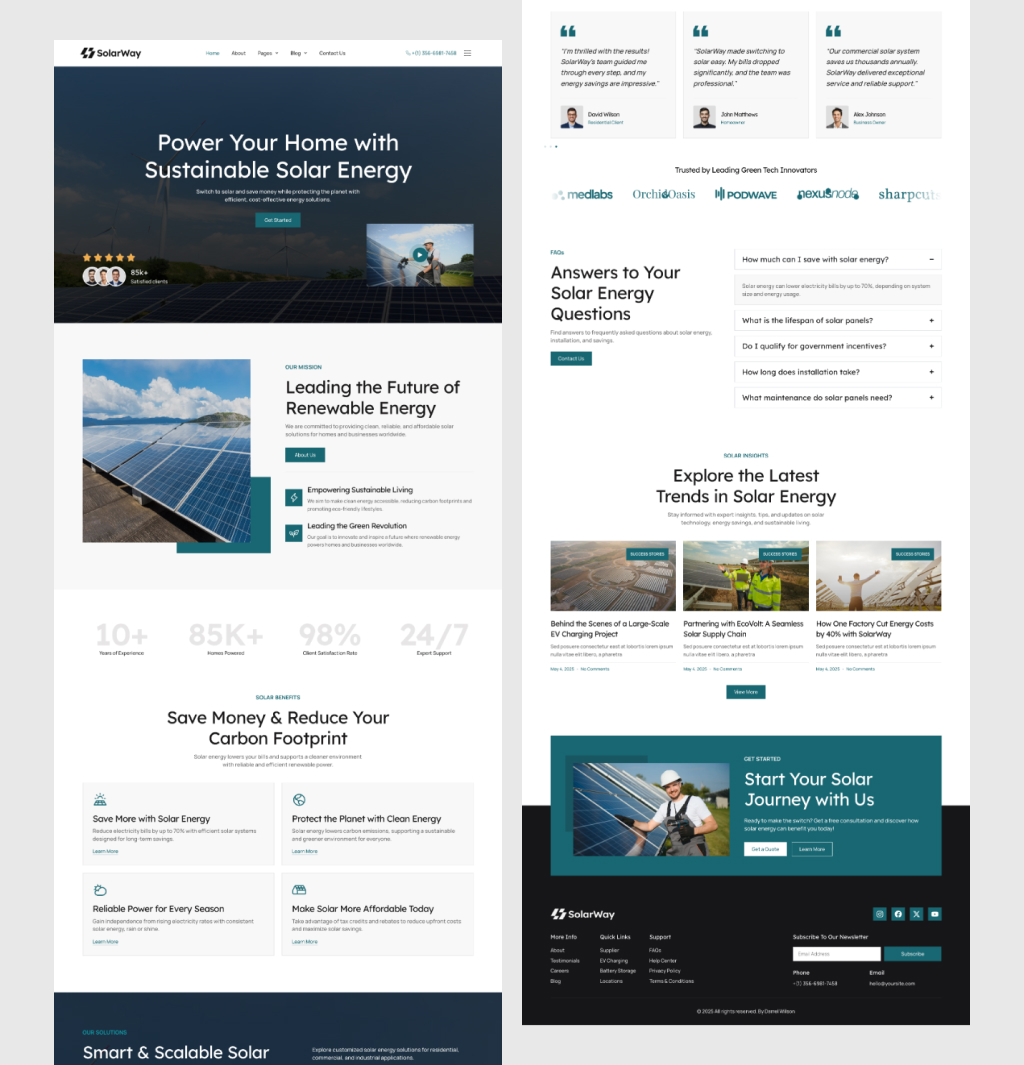 SolarWay
Home
About
Pages
Blog
Contact Us
+(1) 356-6981-7458
Power Your Home with
Sustainable Solar Energy
Switch to solar and save money while protecting the planet with
efficient, cost-effective energy solutions.
Get Started
85k+
Satisfied clients
OUR MISSION
Leading the Future of
Renewable Energy
We are committed to providing clean, reliable, and affordable solar
solutions for homes and businesses worldwide.
About Us
Empowering Sustainable Living
We aim to make clean energy accessible, reducing carbon footprints and
promoting eco-friendly lifestyles.
Leading the Green Revolution
Our goal is to innovate and inspire a future where renewable energy
powers homes and businesses worldwide.
10+
Years of Experience
85K+
Homes Powered
98%
Client Satisfaction Rate
24/7
Expert Support
SOLAR BENEFITS
Save Money & Reduce Your
Carbon Footprint
Solar energy lowers your bills and supports a cleaner environment
with reliable and efficient renewable power.
Save More with Solar Energy
Reduce electricity bills by up to 70% with efficient solar systems
designed for long-term savings.
Learn More
Protect the Planet with Clean Energy
Solar energy lowers carbon emissions, supporting a sustainable
and greener environment for everyone.
Learn More
Reliable Power for Every Season
Gain independence from rising electricity rates with consistent
solar energy, rain or shine.
Learn More
Make Solar More Affordable Today
Take advantage of tax credits and rebates to reduce upfront costs
and maximize solar savings.
Learn More
OUR SOLUTIONS
Smart & Scalable Solar
Explore customized solar energy solutions for residential,
commercial, and industrial applications.
"I'm thrilled with the results!
SolarWay's team guided me
through every step, and my
energy savings are impressive."
David Wilson
Residential Client
"SolarWay made switching to
solar easy. My bills dropped
significantly, and the team was
professional."
John Matthews
Homeowner
"Our commercial solar system
saves us thousands annually.
SolarWay delivered exceptional
service and reliable support."
Alex Johnson
Business Owner
Trusted by Leading Green Tech Innovators
medlabs
Orchid Oasis
PODWAVE
nexusnode
sharpcuts
FAQs
Answers to Your
Solar Energy
Questions
Find answers to frequently asked questions about solar energy,
installation, and savings.
Contact Us
How much can I save with solar energy?
Solar energy can lower electricity bills by up to 70%, depending on system
size and energy usage.
What is the lifespan of solar panels?
Do I qualify for government incentives?
How long does installation take?
What maintenance do solar panels need?
SOLAR INSIGHTS
Explore the Latest
Trends in Solar Energy
Stay informed with expert insights, tips, and updates on solar
technology, energy savings, and sustainable living.
SUCCESS STORIES
Behind the Scenes of a Large-Scale
EV Charging Project
Sed posuere consectetur est at lobortis lorem ipsum
nulla vitae elit libero, a pharetra
May 6, 2025 - No Comments
SUCCESS STORIES
Partnering with EcoVolt: A Seamless
Solar Supply Chain
Sed posuere consectetur est at lobortis lorem ipsum
nulla vitae elit libero, a pharetra
May 6, 2025 - No Comments
SUCCESS STORIES
How One Factory Cut Energy Costs
by 40% with SolarWay
Sed posuere consectetur est at lobortis lorem ipsum
nulla vitae elit libero, a pharetra
May 6, 2025 - No Comments
View More
GET STARTED
Start Your Solar
Journey with Us
Ready to make the switch? Get a free consultation and discover how
solar energy can benefit you today!
Get a Quote
Learn More
SolarWay
More Info
About
Testimonials
Careers
Blog
Quick Links
Supplier
EV Charging
Battery Storage
Locations
Support
FAQs
Help Center
Privacy Policy
Terms & Conditions
Subscribe To Our Newsletter
Enter Address
Subscribe
Phone
+(1) 356-6981-7458
Email
hello@yoursite.com
© 2025 All rights reserved. By Darrel Wilson